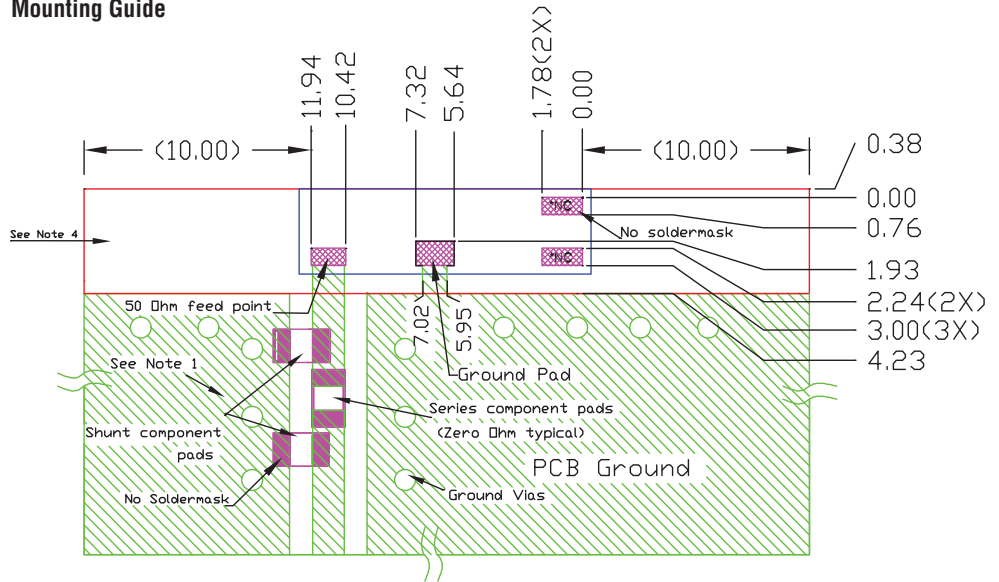 Mounting Guide
11.94
10.42
7.32
5.64
1.78(2X)
0.00
(10.00)
(10.00)
0.38
0.00
0.76
1.93
2.24(2X)
3.00(3X)
4.23
*NC
No soldermask
*NC
See Note 4
50 Ohm feed point
7.02
5.95
See Note 1
Ground Pad
Series component pads
(Zero Ohm typical)
Shunt component
pads
PCB Ground
No Soldermask
Ground Vias